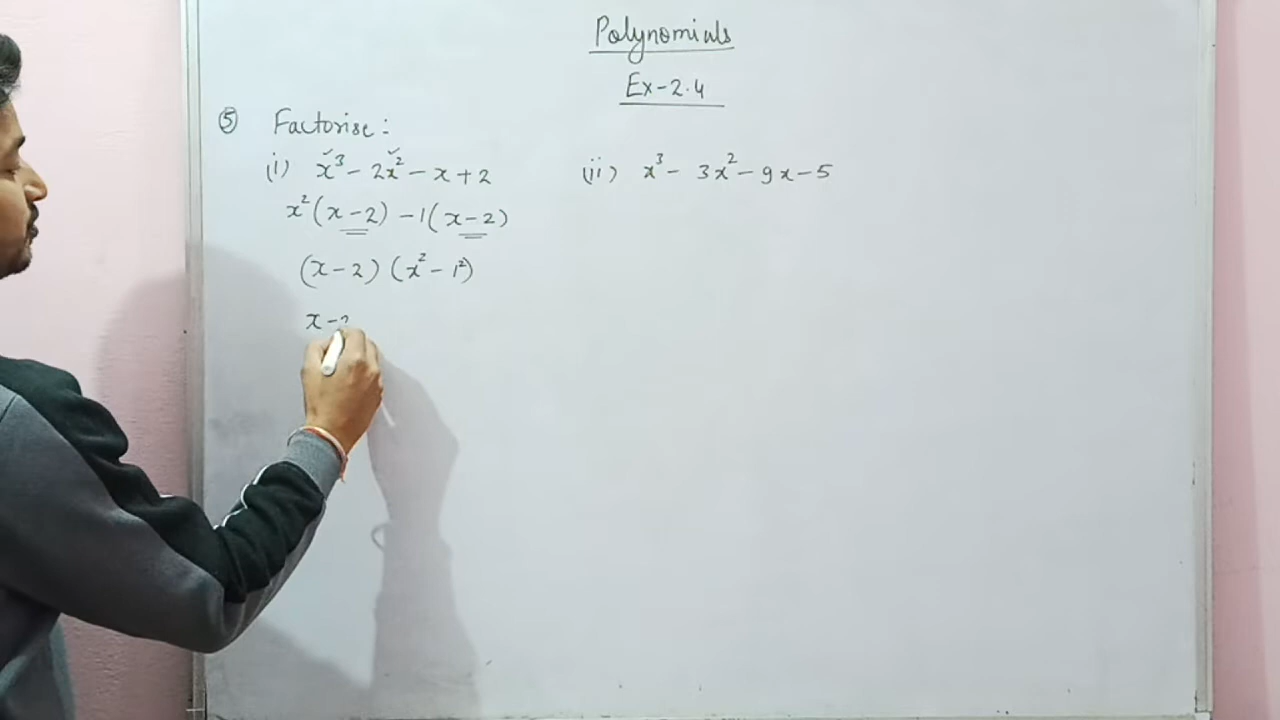 Polynomials
Ex-2.4
⑤ Factorise:
(i) x³ - 2x² - x + 2
x²(x-2) -1(x-2)
(x-2) (x² - 1²)
x-2
(ii) x³ - 3x² - 9x - 5